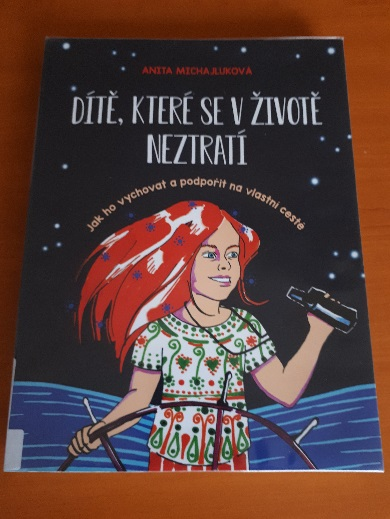 ANITA MICHAJLUKOVÁ
DÍTĚ, KTERÉ SE V ŽIVOTĚ
NEZTRATÍ
Jak ho vychovat a podpořit na vlastní cestě